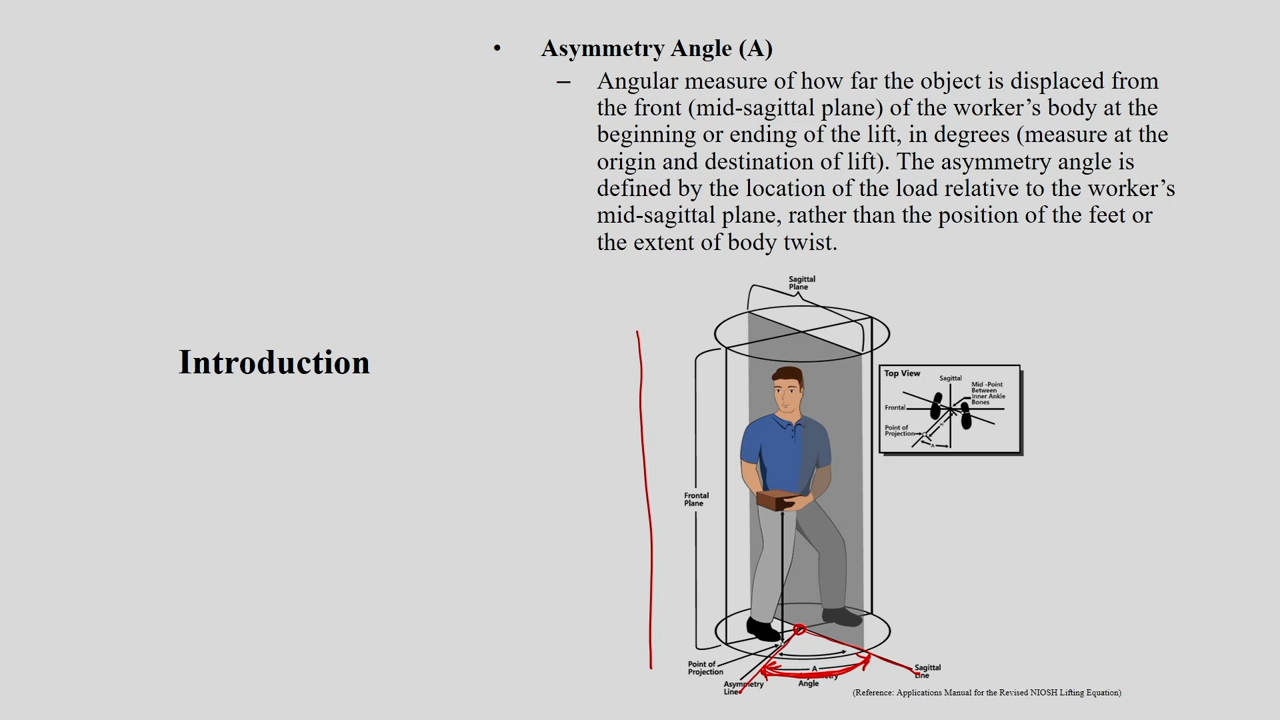 • Asymmetry Angle (A)
– Angular measure of how far the object is displaced from
the front (mid-sagittal plane) of the worker’s body at the
beginning or ending of the lift, in degrees (measure at the
origin and destination of lift). The asymmetry angle is
defined by the location of the load relative to the worker’s
mid-sagittal plane, rather than the position of the feet or
the extent of body twist.
Introduction
Sagittal
Plane
Top View
Sagittal
Mid -Point
Between
Inner Ankle
Bones
Frontal
Point of
Projection
H
A
Frontal
Plane
Point of
Projection
Asymmetry
Line
A
Asymmetry
Angle
Sagittal
Line
(Reference: Applications Manual for the Revised NIOSH Lifting Equation)